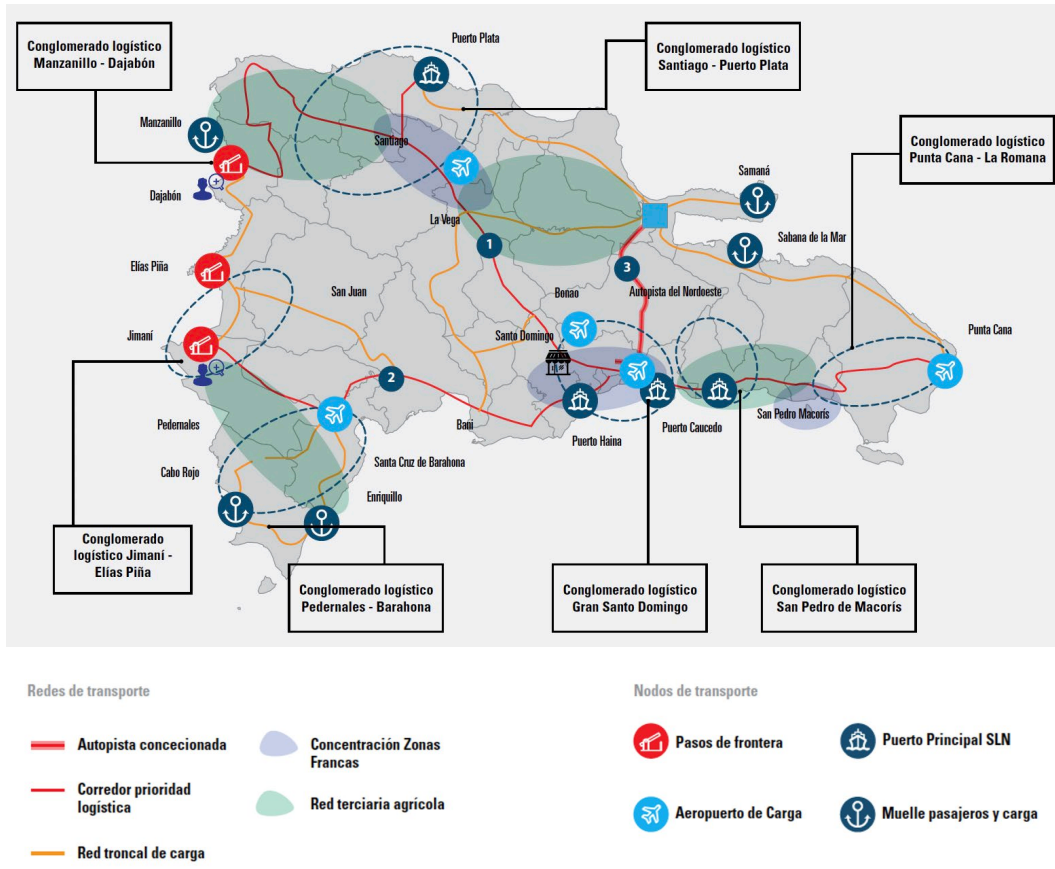 Conglomerado logístico
Manzanillo - Dajabón
Puerto Plata
Conglomerado logístico
Santiago - Puerto Plata
Manzanillo
Santiago
Conglomerado logístico
Punta Cana - La Romana
Dajabón
Samaná
La Vega
Sabana de la Mar
1
3
Elías Piña
San Juan
Bonao
Autopista del Nordoeste
Jimaní
Santo Domingo
Punta Cana
2
Pedernales
Baní
San Pedro Macorís
Puerto Haina
Puerto Caucedo
Cabo Rojo
Santa Cruz de Barahona
Enriquillo
Conglomerado
logístico Jimaní -
Elías Piña
Conglomerado logístico
Pedernales - Barahona
Conglomerado logístico
Gran Santo Domingo
Conglomerado logístico
San Pedro de Macorís
Redes de transporte
Autopista concecionada
Corredor prioridad
logística
Red troncal de carga
Concentración Zonas
Francas
Red terciaria agrícola
Nodos de transporte
Pasos de frontera
Puerto Principal SLN
Aeropuerto de Carga
Muelle pasajeros y carga